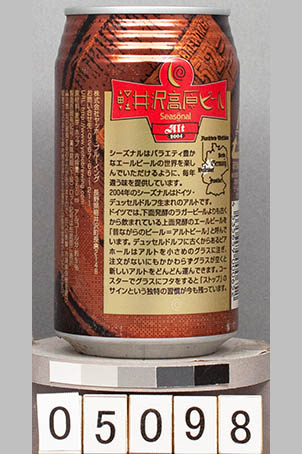 軽井沢高原ビール
Seasonal
Alt
2004
Germany
シーズナルはバラエティ豊か
なエールビールの世界を楽し
んでいただけるように、毎年
違う味を提供しています。
2004年のシーズナルはドイツ・
デュッセルドルフ生まれのアルトです。
ドイツでは、下面発酵のラガービールよりも古く
から飲まれている上面発酵のエールビールを
「昔ながらのビール=アルトビール」と呼んで
います。デュッセルドルフに古くからあるビア
ホールはアルトを小さめのグラスに注ぎ、
注文がないにもかかわらずグラスが空くと
新しいアルトをどんどん運んできます。コー
スターでグラスにフタをすると「ストップ」の
サインという独特の習慣が今も残っています。
05098